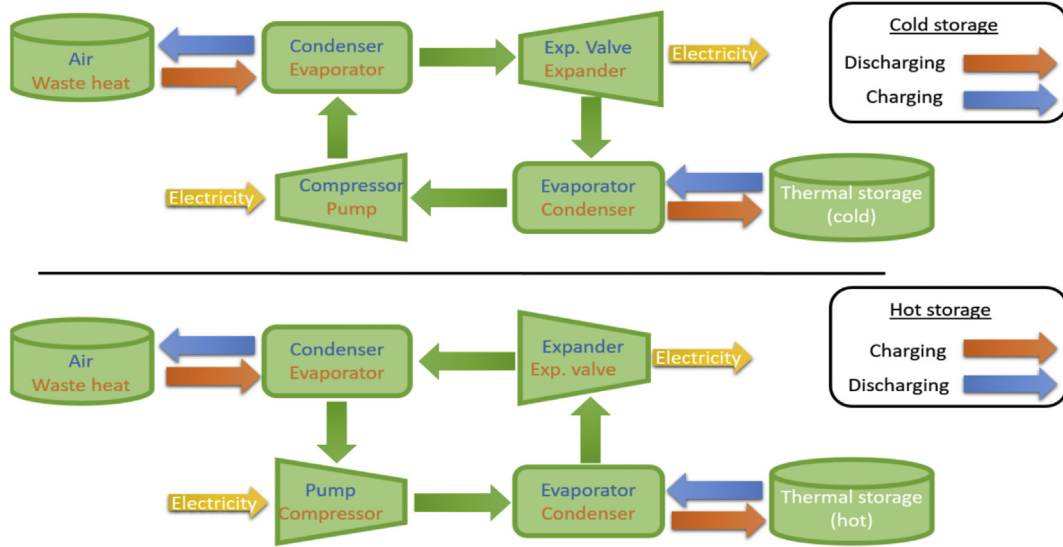 Air
Waste heat
Condenser
Evaporator
Exp. Valve
Expander
Electricity
Cold storage
Discharging
Charging
Electricity
Compressor
Pump
Evaporator
Condenser
Thermal storage
(cold)
Air
Waste heat
Condenser
Evaporator
Expander
Exp. valve
Electricity
Hot storage
Charging
Discharging
Electricity
Pump
Compressor
Evaporator
Condenser
Thermal storage
(hot)